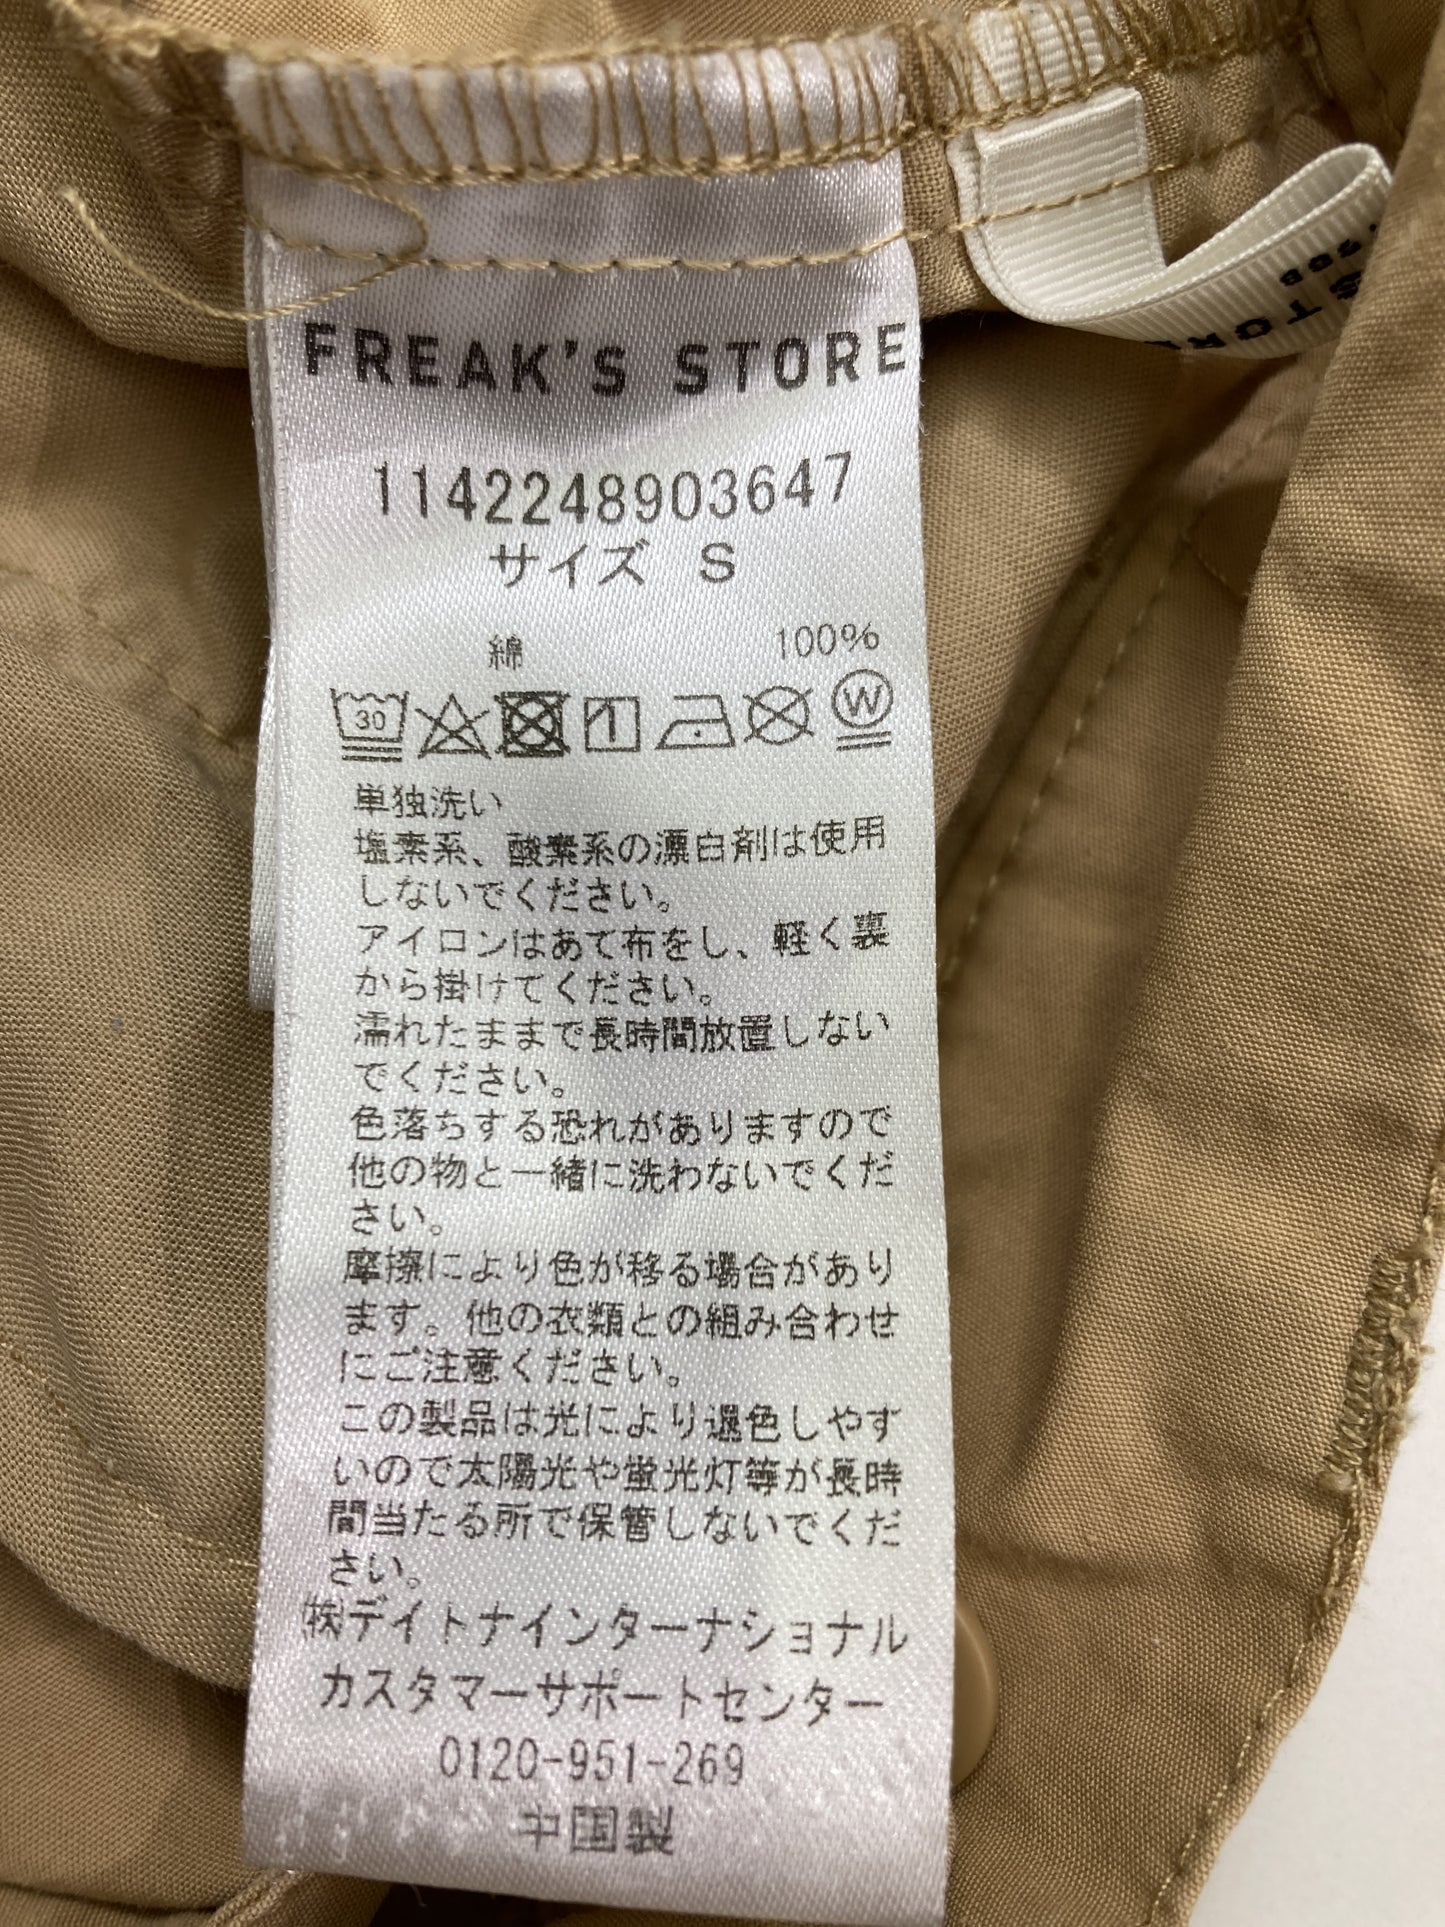 FREAK'S STORE
1142248903647
サイズ S
綿 100%
30 W
単独洗い
塩素系、酸素系の漂白剤は使用
しないでください。
アイロンはあて布をし、軽く裏
から掛けてください。
濡れたままで長時間放置しない
でください。
色落ちする恐れがありますので
他の物と一緒に洗わないでくだ
さい。
摩擦により色が移る場合があり
ます。他の衣類との組み合わせ
にご注意ください。
この製品は光により退色しやす
いので太陽光や蛍光灯等が長時
間当たる所で保管しないでくだ
さい。
㈱デイトナインターナショナル
カスタマーサポートセンター
0120-951-269
中国製